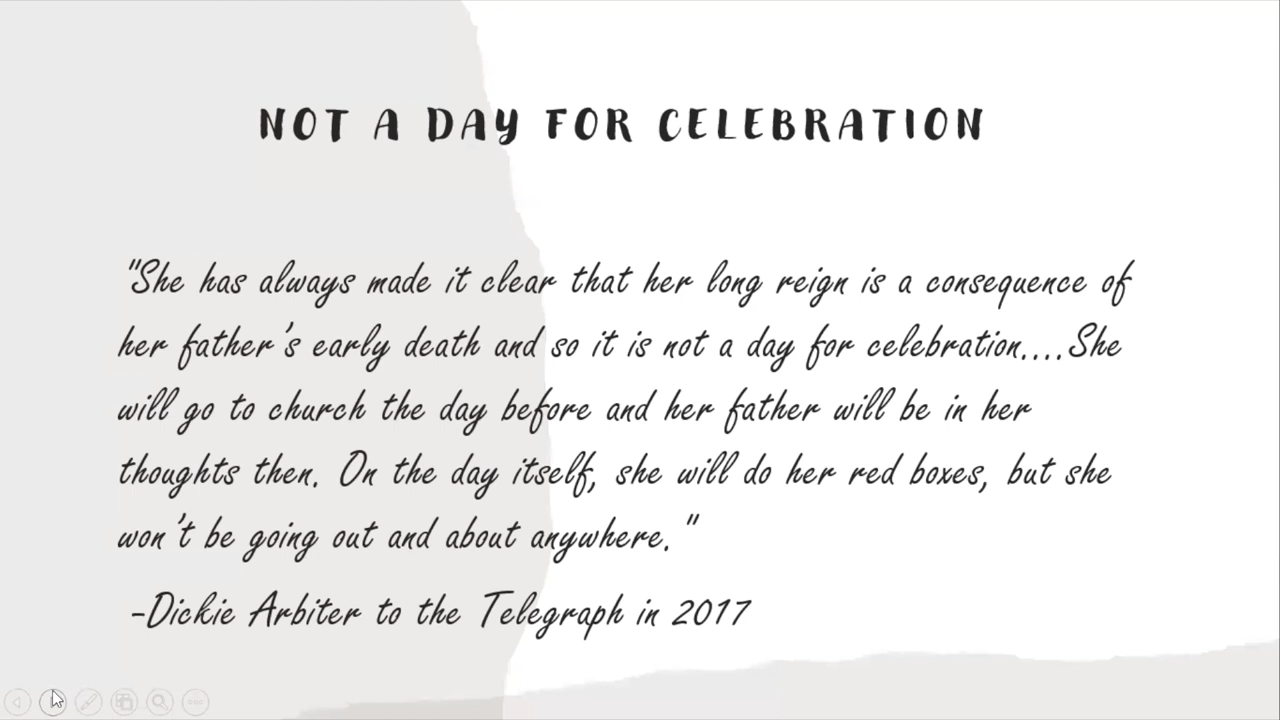 NOT A DAY FOR CELEBRATION
"She has always made it clear that her long reign is a consequence of
her father's early death and so it is not a day for celebration....She
will go to church the day before and her father will be in her
thoughts then. On the day itself, she will do her red boxes, but she
won't be going out and about anywhere."
-Dickie Arbiter to the Telegraph in 2017